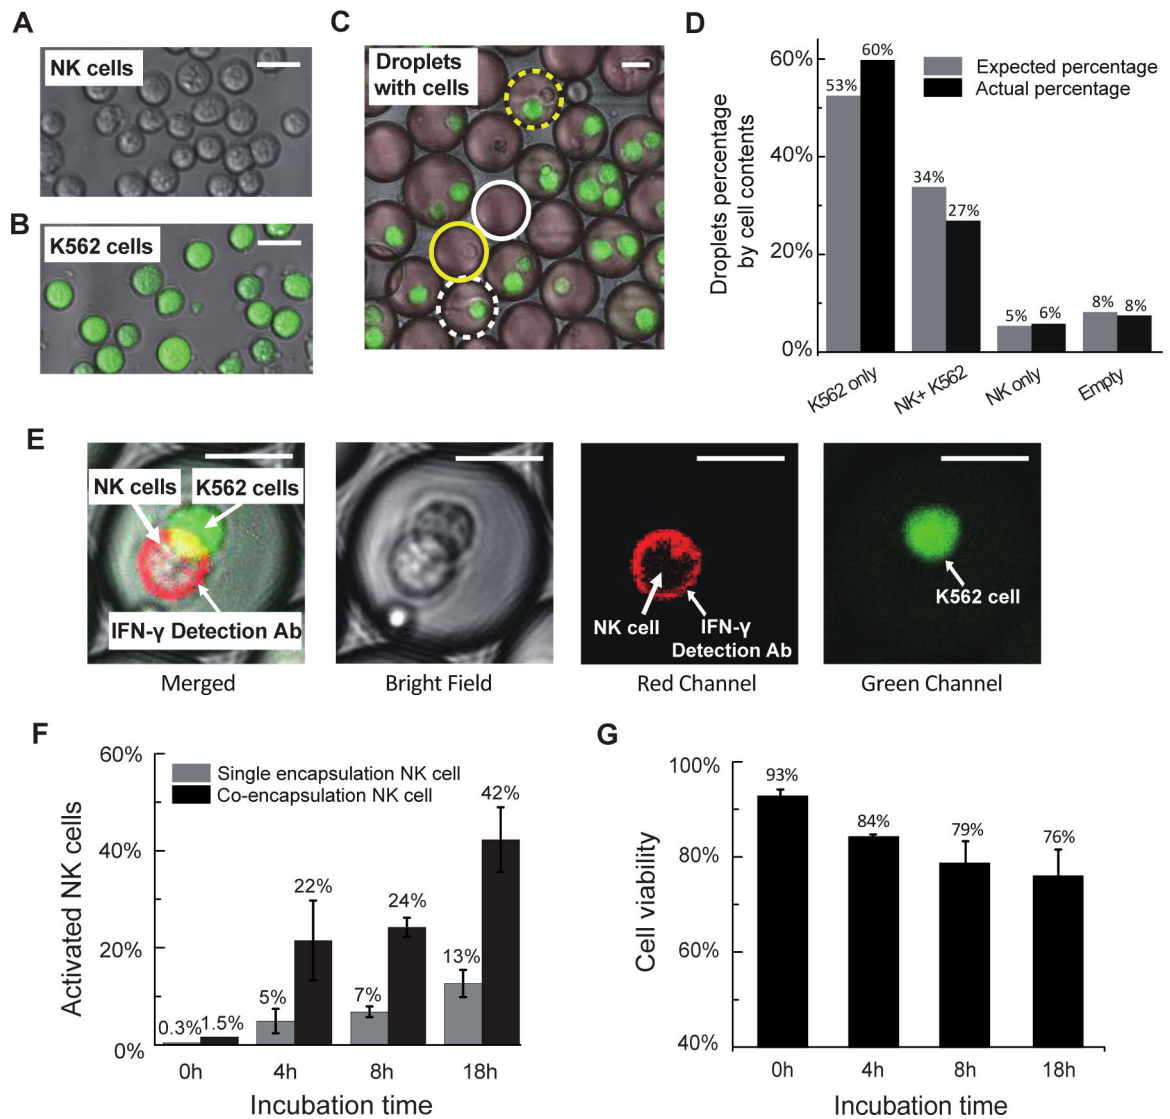 A
NK cells
B
K562 cells
C
Droplets
with cells
D
Droplets percentage
by cell contents
60%
40%
20%
0%
Expected percentage
Actual percentage
53%
60%
34%
27%
5%
6%
8%
8%
K562 only
NK+ K562
NK only
Empty
E
NK cells
K562 cells
IFN-γ Detection Ab
Merged
Bright Field
NK cell
IFN-γ
Detection Ab
Red Channel
K562 cell
Green Channel
F
Activated NK cells
60%
40%
20%
0%
Single encapsulation NK cell
Co-encapsulation NK cell
0.3%
1.5%
5%
22%
7%
24%
13%
42%
0h
4h
8h
18h
Incubation time
G
Cell viability
100%
80%
60%
40%
93%
84%
79%
76%
0h
4h
8h
18h
Incubation time